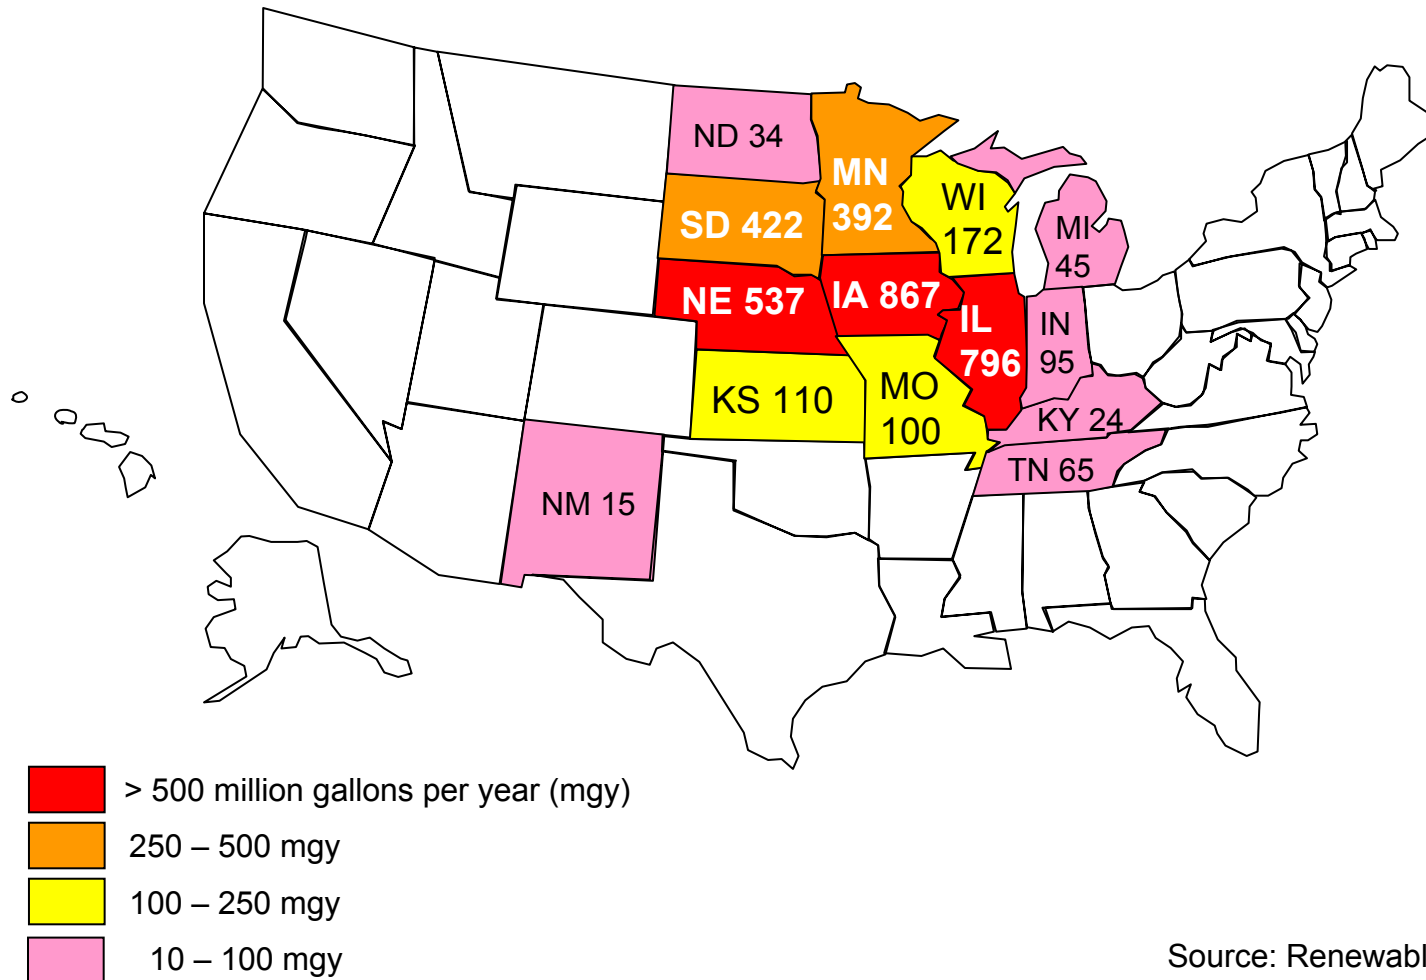 ND 34
MN
392
WI
172
MI
45
SD 422
NE 537
IA 867
IL
796
IN
95
KS 110
MO
100
KY 24
TN 65
NM 15
> 500 million gallons per year (mgy)
250 – 500 mgy
100 – 250 mgy
10 – 100 mgy
Source: Renewabl